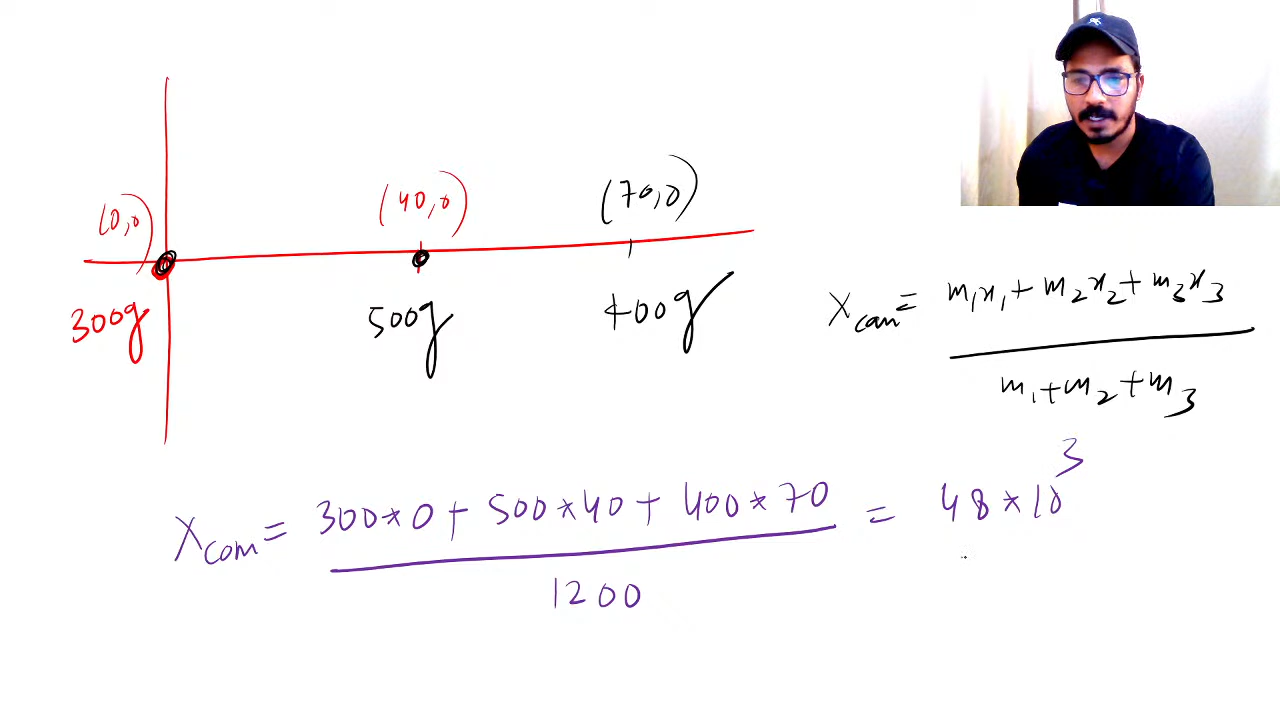 (0,0) (40,0) (70,0)
300g 500g 400g
Xcom = m1x1 + m2x2 + m3x3
m1 + m2 + m3
Xcom = 300*0 + 500*40 + 400*70 = 48*10^3
1200